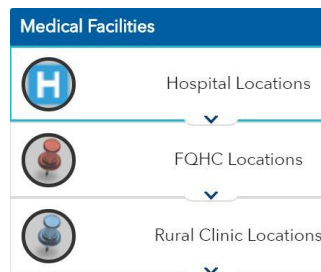 Medical Facilities
H
Hospital Locations
FQHC Locations
Rural Clinic Locations